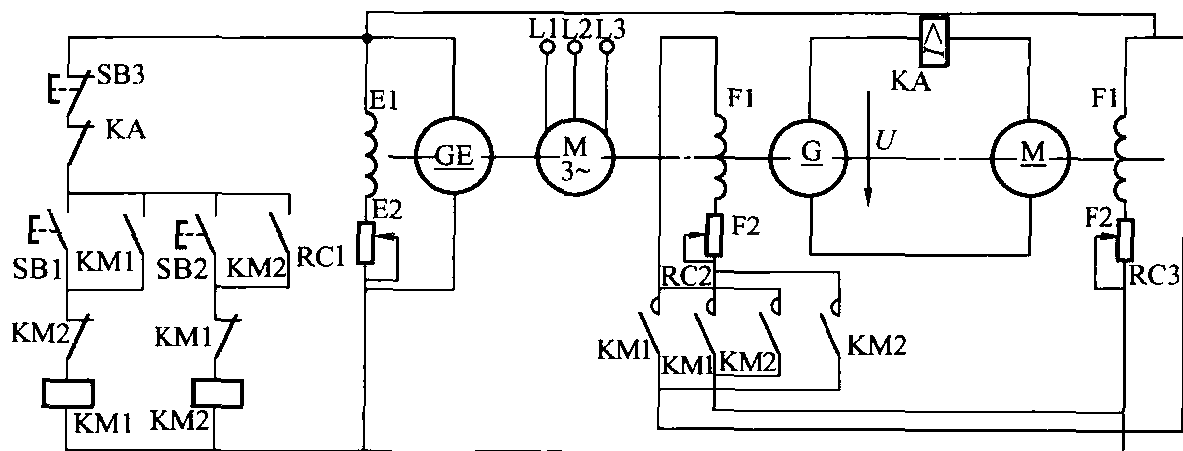 L1 L2 L3
SB3
KA
E1
GE
M
3~
F1
G
KA
U
M
F1
E2
F2
F2
SB1
KM1
SB2
KM2
RC1
RC2
RC3
KM2
KM1
KM1
KM1
KM2
KM2
KM1
KM2